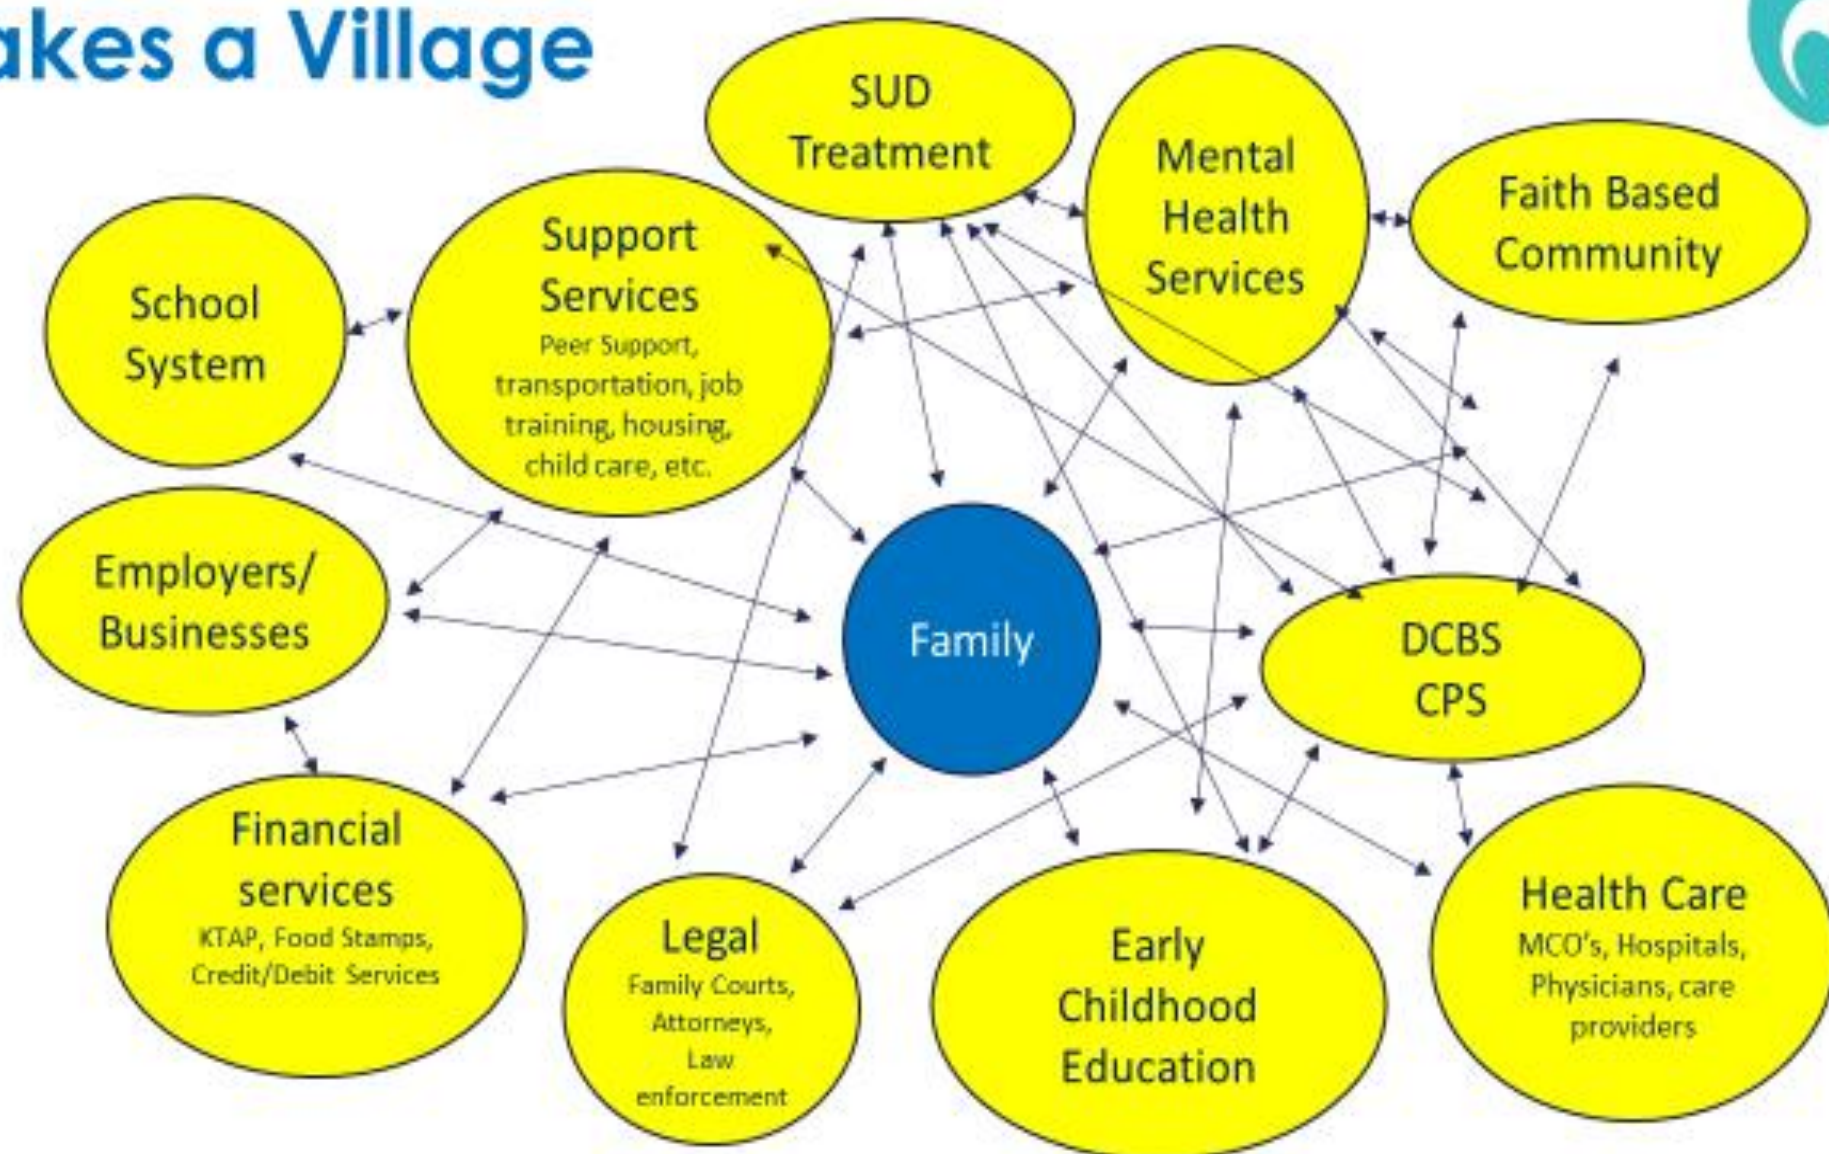 akes a Village
SUD
Treatment
Mental
Health
Services
Faith Based
Community
School
System
Support
Services
Peer Support,
transportation, job
training, housing,
child care, etc.
Employers/
Businesses
Family
DCBS
CPS
Financial
services
KTAP, Food Stamps,
Credit/Debit Services
Legal
Family Courts,
Attorneys,
Law
enforcement
Early
Childhood
Education
Health Care
MCO's, Hospitals,
Physicians, care
providers